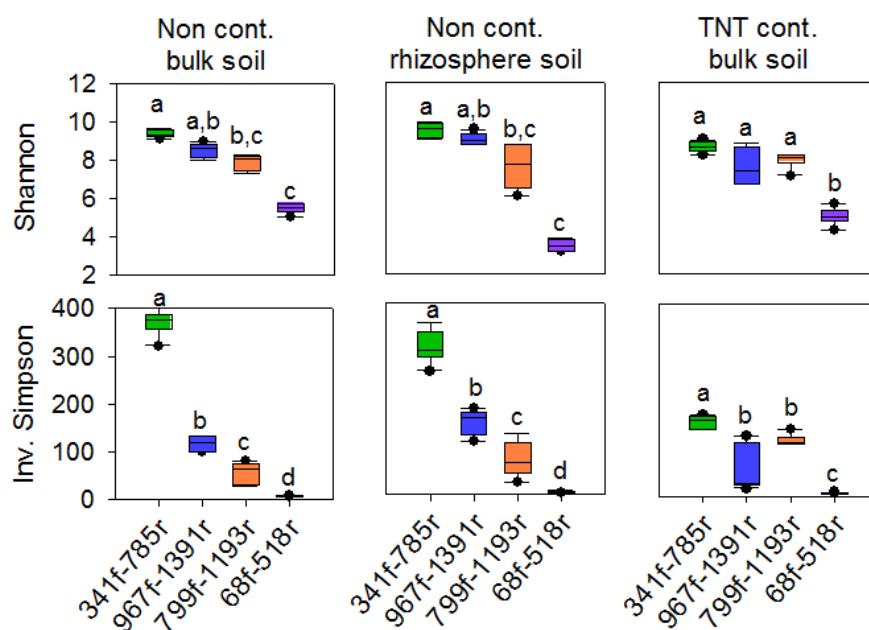 Non cont.
bulk soil
Non cont.
rhizosphere soil
TNT cont.
bulk soil
Shannon
12
10
8
6
4
2
a
a,b
b,c
c
a
a,b
b,c
c
a
a
a
b
Inv. Simpson
400
300
200
100
0
a
b
c
d
a
b
c
d
a
b
b
c
341f-785r
967f-1391r
799f-1193r
68f-518r
341f-785r
967f-1391r
799f-1193r
68f-518r
341f-785r
967f-1391r
799f-1193r
68f-518r